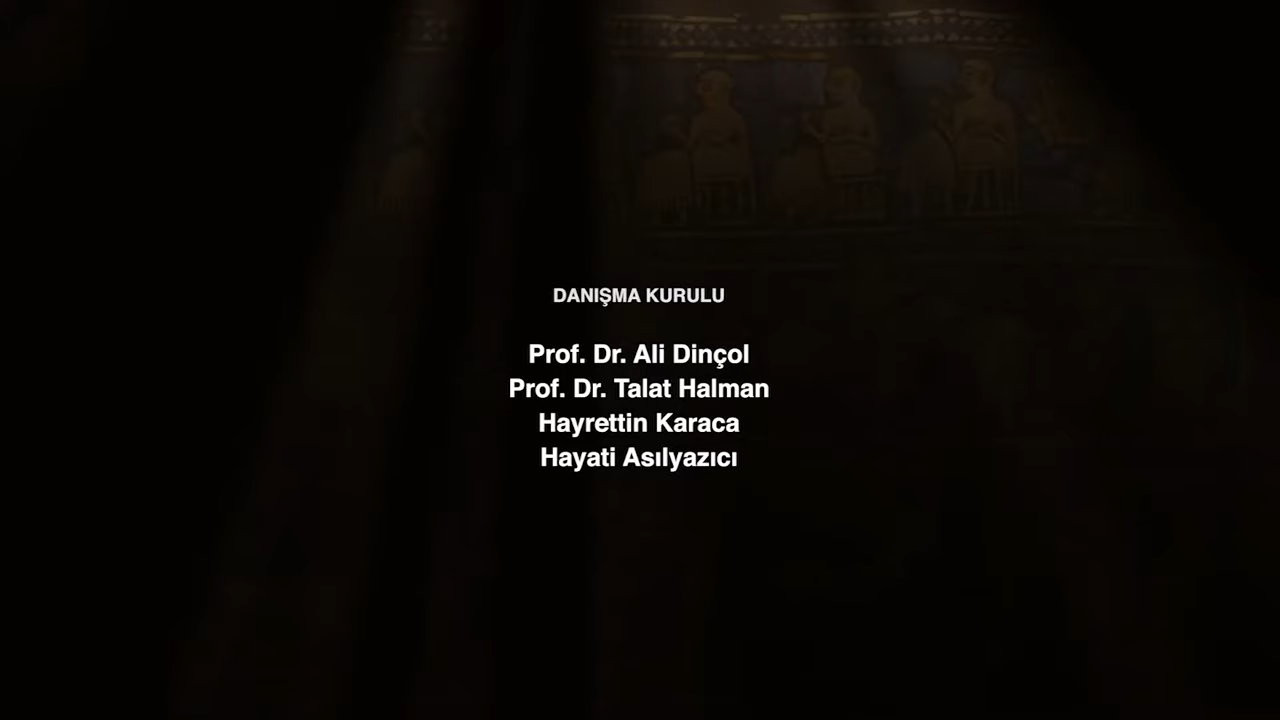 DANIŞMA KURULU
Prof. Dr. Ali Dinçol
Prof. Dr. Talat Halman
Hayrettin Karaca
Hayati Asılyazıcı